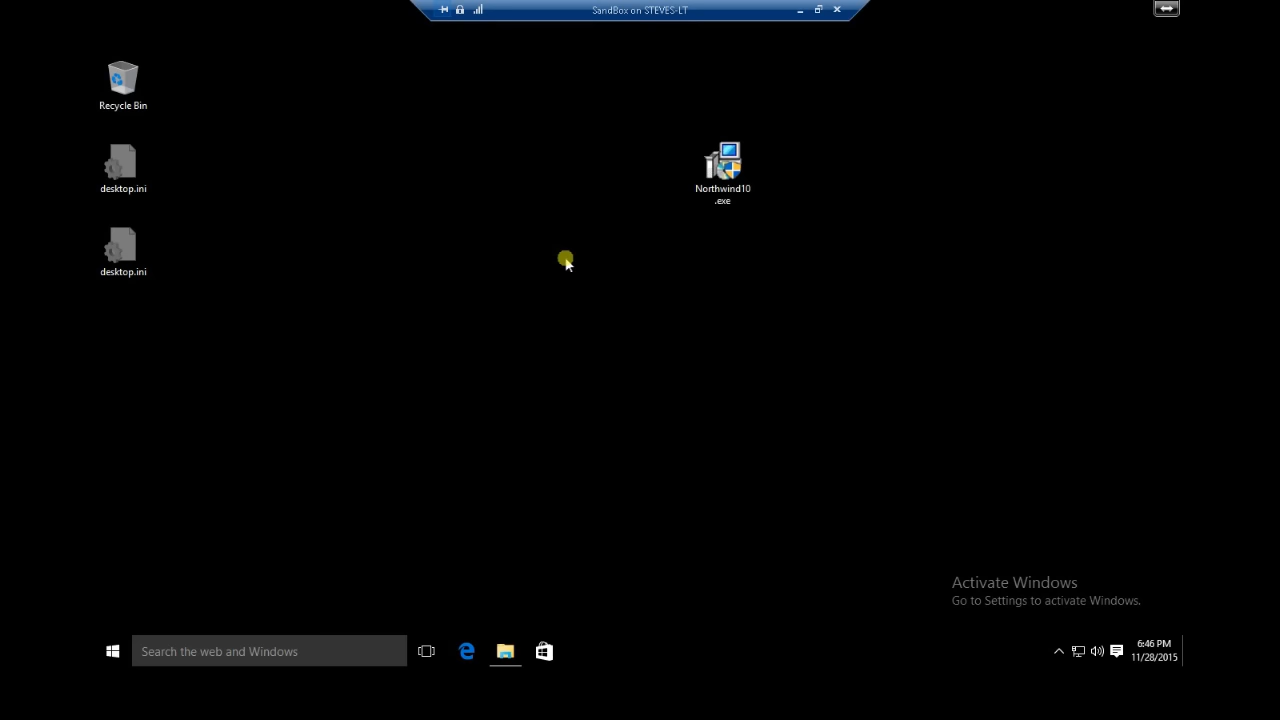 SandBox on STEVES-LT
Recycle Bin
desktop.ini
desktop.ini
Northwind10
.exe
Activate Windows
Go to Settings to activate Windows.
Search the web and Windows
6:46 PM
11/28/2015